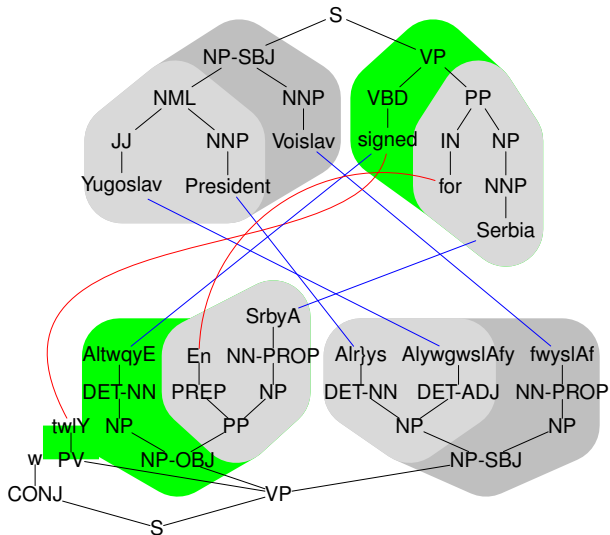 S
NP-SBJ VP
NML NNP VBD PP
JJ NNP Voislav signed IN NP
Yugoslav President for NNP
Serbia
SrbyA
AltwqyE En NN-PROP Alr}ys AlywgwslAfy fwyslAf
DET-NN PREP NP DET-NN DET-ADJ NN-PROP
twlY NP PP NP NP
w PV NP-OBJ NP-SBJ
CONJ VP
S